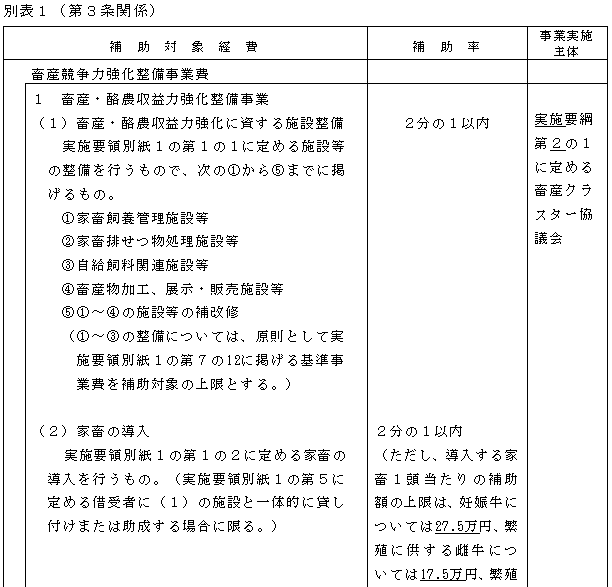 別表１（第３条関係）
補助対象経費
補助率
事業実施
主体
畜産競争力強化整備事業費
１　畜産・酪農収益力強化整備事業
（１）畜産・酪農収益力強化に資する施設整備
実施要領別紙１の第１の１に定める施設等
の整備を行うもので、次の①から⑤までに掲
げるもの。
①家畜飼養管理施設等
②家畜排せつ物処理施設等
③自給飼料関連施設等
④畜産物加工、展示・販売施設等
⑤①～④の施設等の補改修
（①～③の整備については、原則として実
施要領別紙１の第７の12に掲げる基準事
業費を補助対象の上限とする。）
２分の１以内
実施要綱
第２の１
に定める
畜産クラ
スター協
議会
（２）家畜の導入
実施要領別紙１の第１の２に定める家畜の
導入を行うもの。（実施要領別紙１の第５に
定める借受者に（１）の施設と一体的に貸し
付けまたは助成する場合に限る。）
２分の１以内
（ただし、導入する家
畜１頭当たりの補助
額の上限は、妊娠牛に
ついては27.5万円、繁
殖に供する雌牛につ
いては17.5万円、繁殖